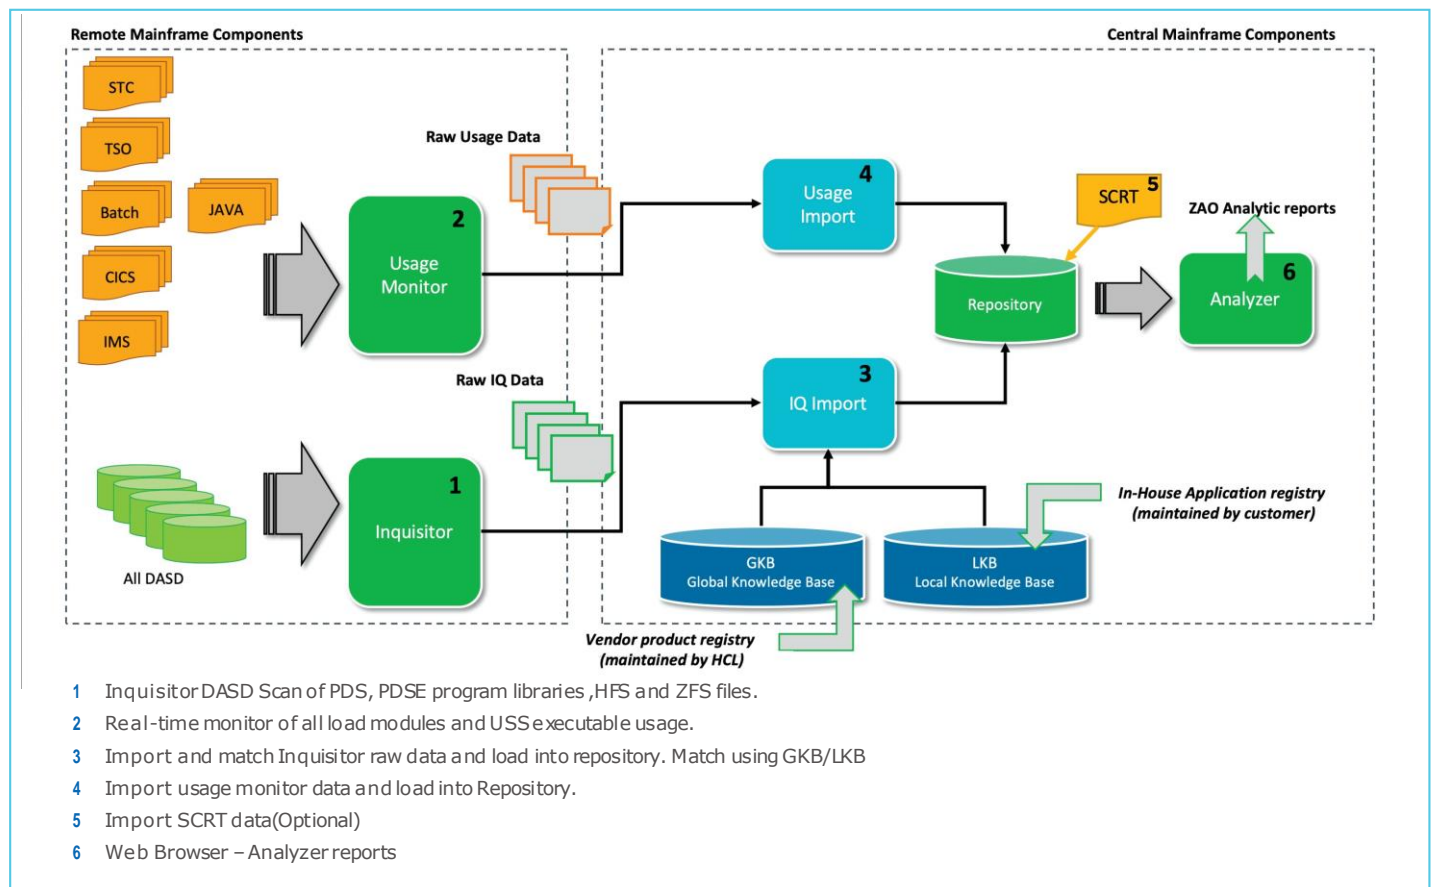 Remote Mainframe Components
Central Mainframe Components
STC
TSO
Batch
JAVA
CICS
IMS
All DASD
2
Usage
Monitor
1
Inquisitor
Raw Usage Data
Raw IQ Data
4
Usage
Import
3
IQ Import
GKB
Global Knowledge Base
LKB
Local Knowledge Base
Vendor product registry
(maintained by HCL)
In-House Application registry
(maintained by customer)
Repository
SCRT
5
ZAO Analytic reports
6
Analyzer
1 Inquisitor DASD Scan of PDS, PDSE program libraries ,HFS and ZFS files.
2 Real-time monitor of all load modules and USS executable usage.
3 Import and match Inquisitor raw data and load into repository. Match using GKB/LKB
4 Import usage monitor data and load into Repository.
5 Import SCRT data(Optional)
6 Web Browser – Analyzer reports